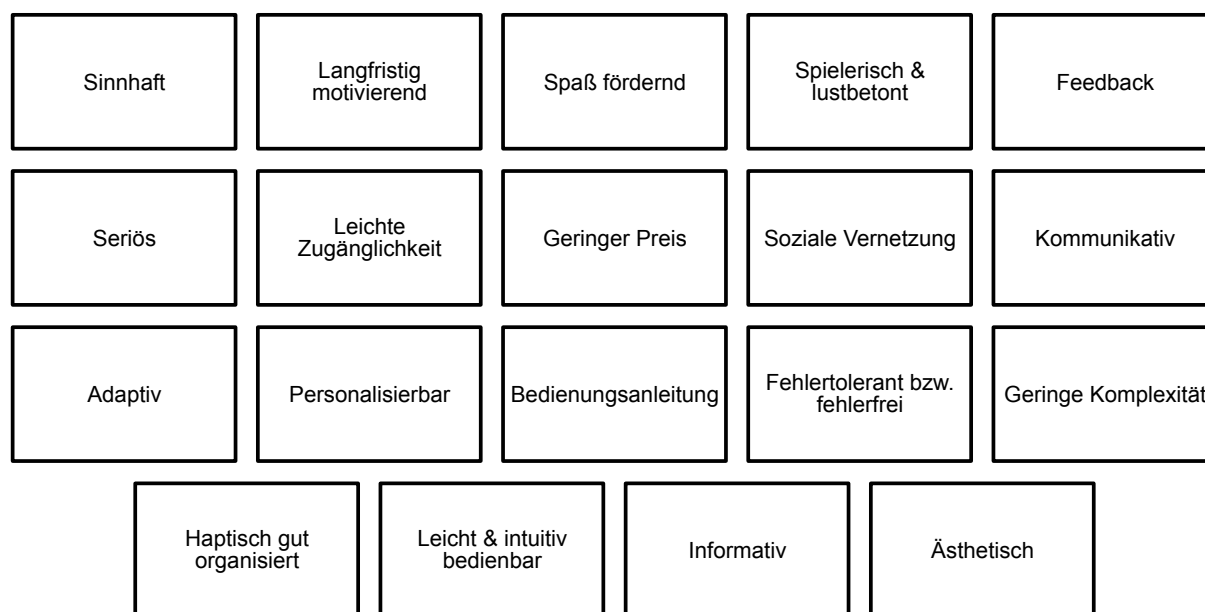 Sinnhaft
Langfristig
motivierend
Spaß fördernd
Spielerisch &
lustbetont
Feedback
Seriös
Leichte
Zugänglichkeit
Geringer Preis
Soziale Vernetzung
Kommunikativ
Adaptiv
Personalisierbar
Bedienungsanleitung
Fehlertolerant bzw.
fehlerfrei
Geringe Komplexität
Haptisch gut
organisiert
Leicht & intuitiv
bedienbar
Informativ
Ästhetisch